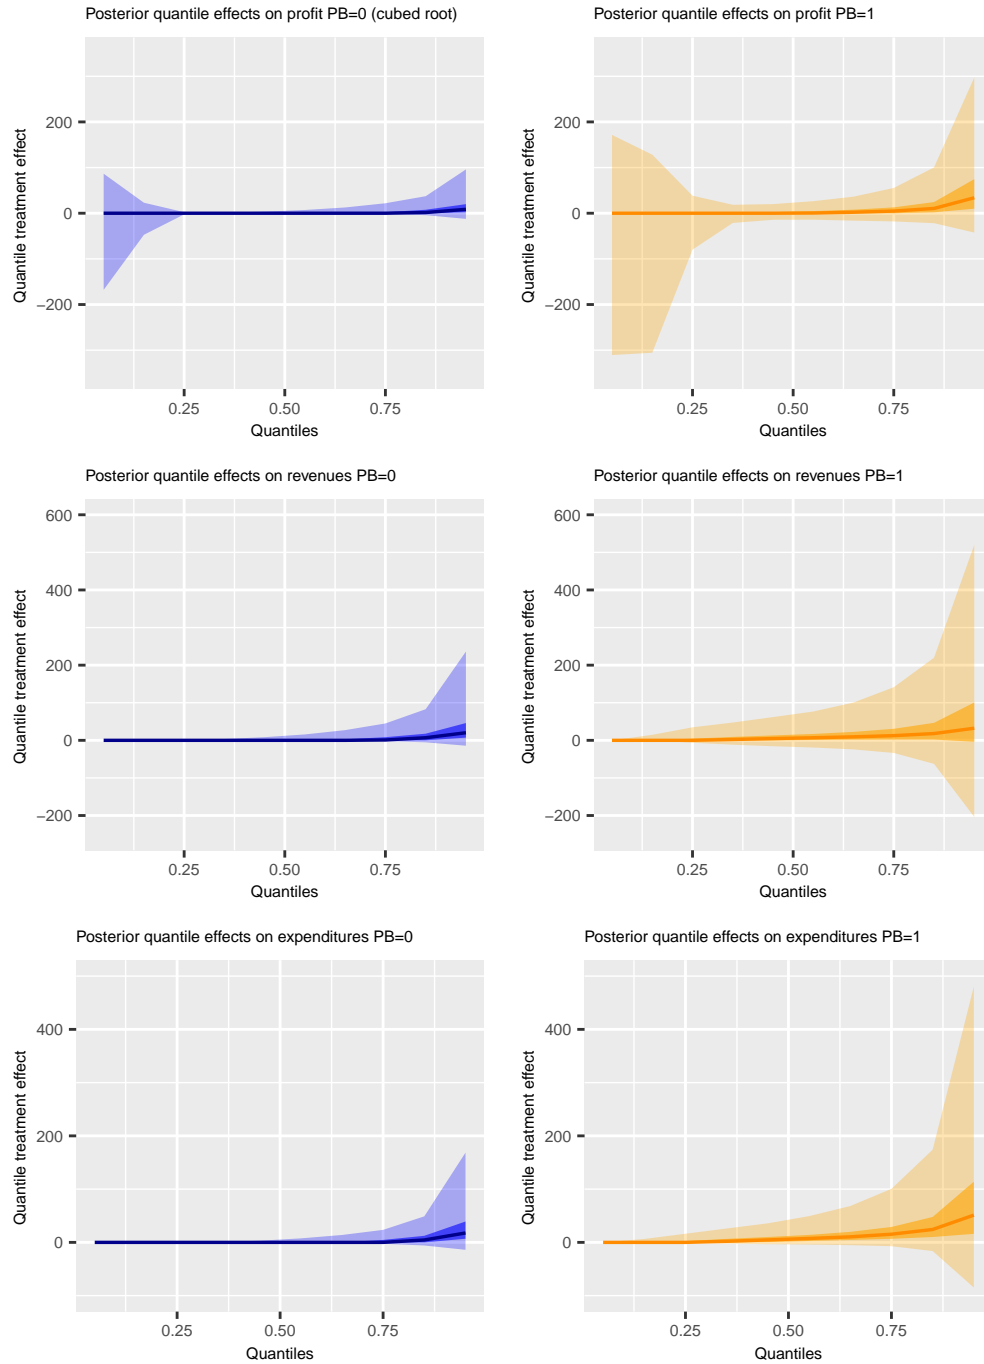 Posterior quantile effects on profit PB=0 (cubed root)
Quantile treatment effect
200
0
−200
0.25 0.50 0.75
Quantiles
Posterior quantile effects on profit PB=1
Quantile treatment effect
200
0
−200
0.25 0.50 0.75
Quantiles
Posterior quantile effects on revenues PB=0
Quantile treatment effect
600
400
200
0
−200
0.25 0.50 0.75
Quantiles
Posterior quantile effects on revenues PB=1
Quantile treatment effect
600
400
200
0
−200
0.25 0.50 0.75
Quantiles
Posterior quantile effects on expenditures PB=0
Quantile treatment effect
400
200
0
0.25 0.50 0.75
Quantiles
Posterior quantile effects on expenditures PB=1
Quantile treatment effect
400
200
0
0.25 0.50 0.75
Quantiles